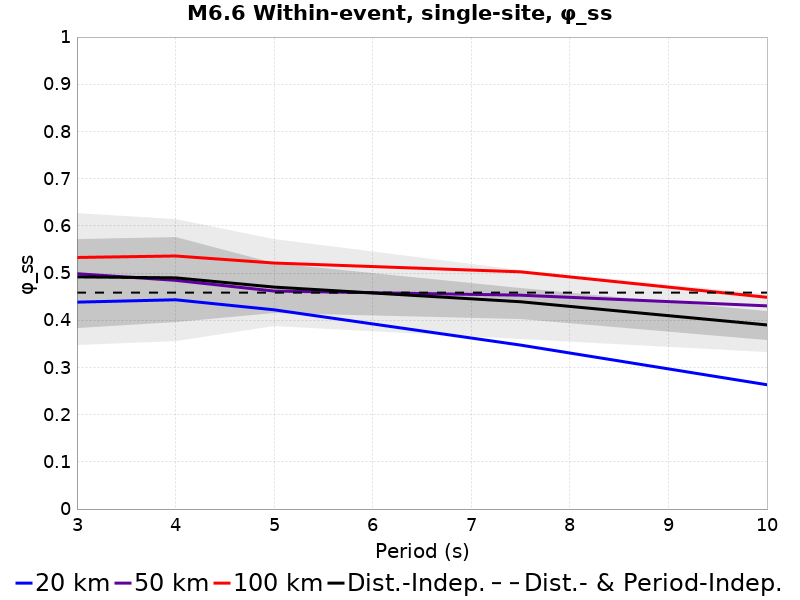 M6.6 Within-event, single-site, φ_ss
1
0.9
0.8
0.7
0.6
0.5
0.4
0.3
0.2
0.1
0
φ_ss
3 4 5 6 7 8 9 10
Period (s)
20 km 50 km 100 km Dist.-Indep. Dist.- & Period-Indep.